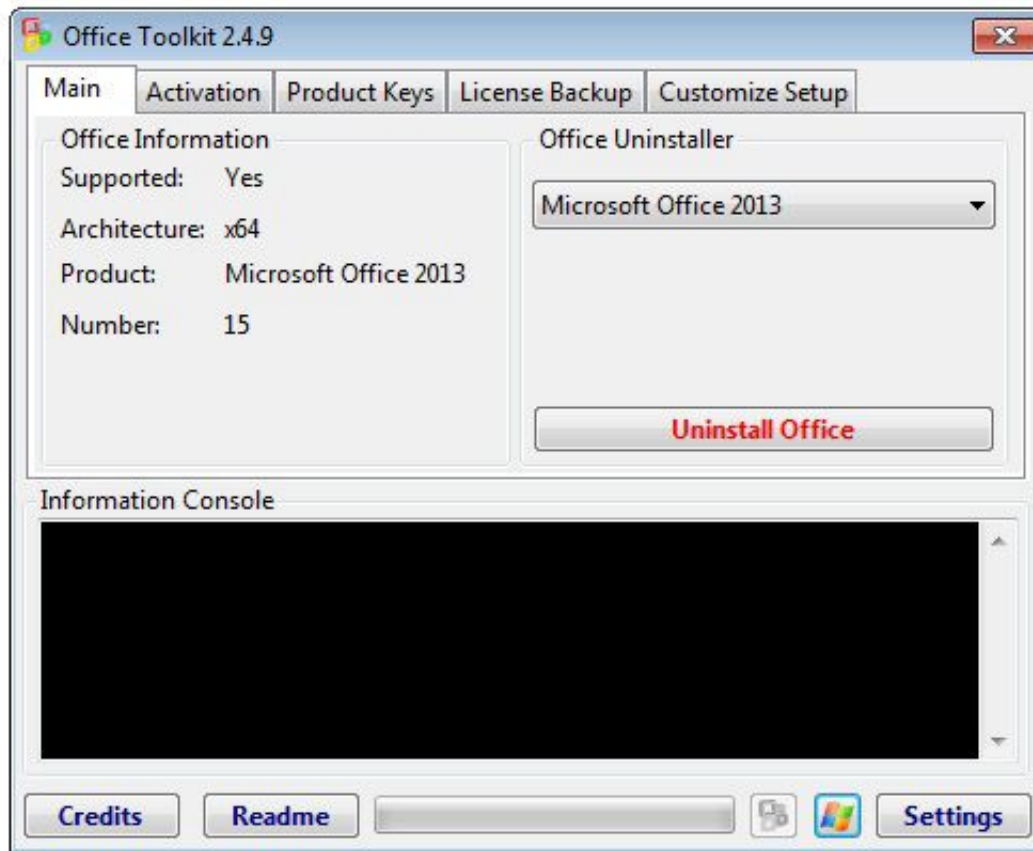 Office Toolkit 2.4.9
Main Activation Product Keys License Backup Customize Setup
Office Information
Supported: Yes
Architecture: x64
Product: Microsoft Office 2013
Number: 15
Office Uninstaller
Microsoft Office 2013
Uninstall Office
Information Console
Credits Readme Settings